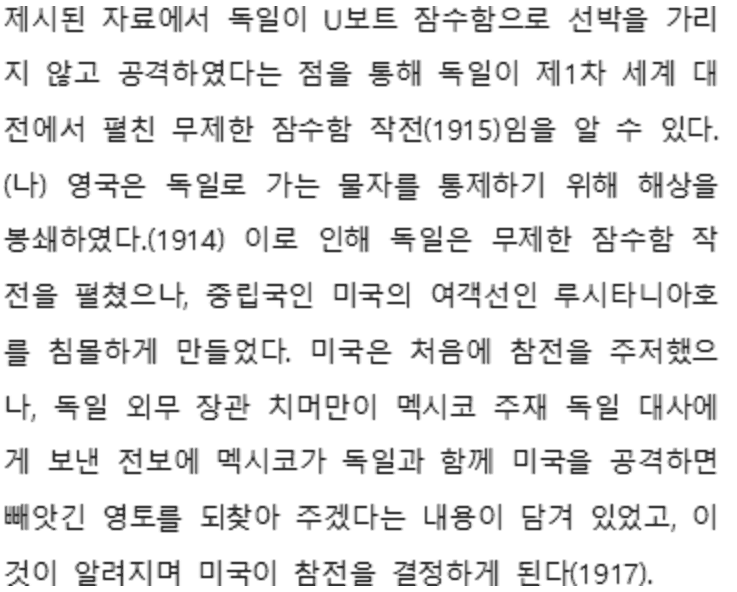 제시된 자료에서 독일이 U보트 잠수함으로 선박을 가리
지 않고 공격하였다는 점을 통해 독일이 제1차 세계 대
전에서 펼친 무제한 잠수함 작전(1915)임을 알 수 있다.
(나) 영국은 독일로 가는 물자를 통제하기 위해 해상을
봉쇄하였다.(1914) 이로 인해 독일은 무제한 잠수함 작
전을 펼쳤으나, 중립국인 미국의 여객선인 루시타니아호
를 침몰하게 만들었다. 미국은 처음에 참전을 주저했으
나, 독일 외무 장관 치머만이 멕시코 주재 독일 대사에
게 보낸 전보에 멕시코가 독일과 함께 미국을 공격하면
빼앗긴 영토를 되찾아 주겠다는 내용이 담겨 있었고, 이
것이 알려지며 미국이 참전을 결정하게 된다(1917).